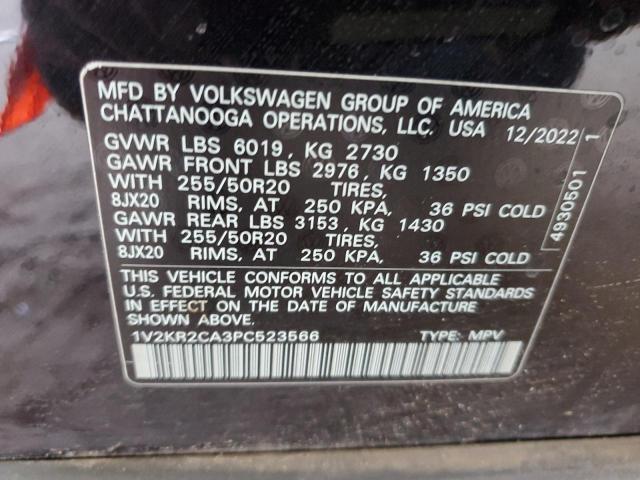 MFD BY VOLKSWAGEN GROUP OF AMERICA
CHATTANOOGA OPERATIONS, LLC. USA 12/2022
GVWR LBS 6019, KG 2730
GAWR FRONT LBS 2976, KG 1350
WITH 255/50R20 TIRES,
8JX20 RIMS, AT 250 KPA, 36 PSI COLD
GAWR REAR LBS 3153, KG 1430
WITH 255/50R20 TIRES,
8JX20 RIMS, AT 250 KPA, 36 PSI COLD
THIS VEHICLE CONFORMS TO ALL APPLICABLE
U.S. FEDERAL MOTOR VEHICLE SAFETY STANDARDS
IN EFFECT ON THE DATE OF MANUFACTURE
SHOWN ABOVE
1V2KR2CA3PC523566 TYPE: MPV
4930501 1